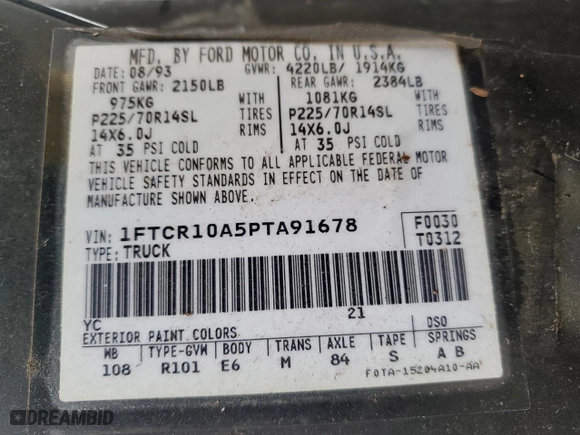 MFD. BY FORD MOTOR CO. IN U.S.A.
DATE: 08/93 GVWR: 4220LB/ 1914KG
FRONT GAWR: 2150LB REAR GAWR: 2384LB
975KG WITH 1081KG WITH
P225/70R14SL TIRES P225/70R14SL TIRES
14X6.0J RIMS 14X6.0J RIMS
AT 35 PSI COLD AT 35 PSI COLD
THIS VEHICLE CONFORMS TO ALL APPLICABLE FEDERAL MOTOR
VEHICLE SAFETY STANDARDS IN EFFECT ON THE DATE OF
MANUFACTURE SHOWN ABOVE.
VIN: 1FTCR10A5PTA91678 F0030
TYPE: TRUCK T0312
21
YC DSO
EXTERIOR PAINT COLORS
WB TYPE-GVW BODY TRANS AXLE TAPE SPRINGS
108 R101 E6 M 84 S A B
F0TA-15204A10-AA
DREAMBID